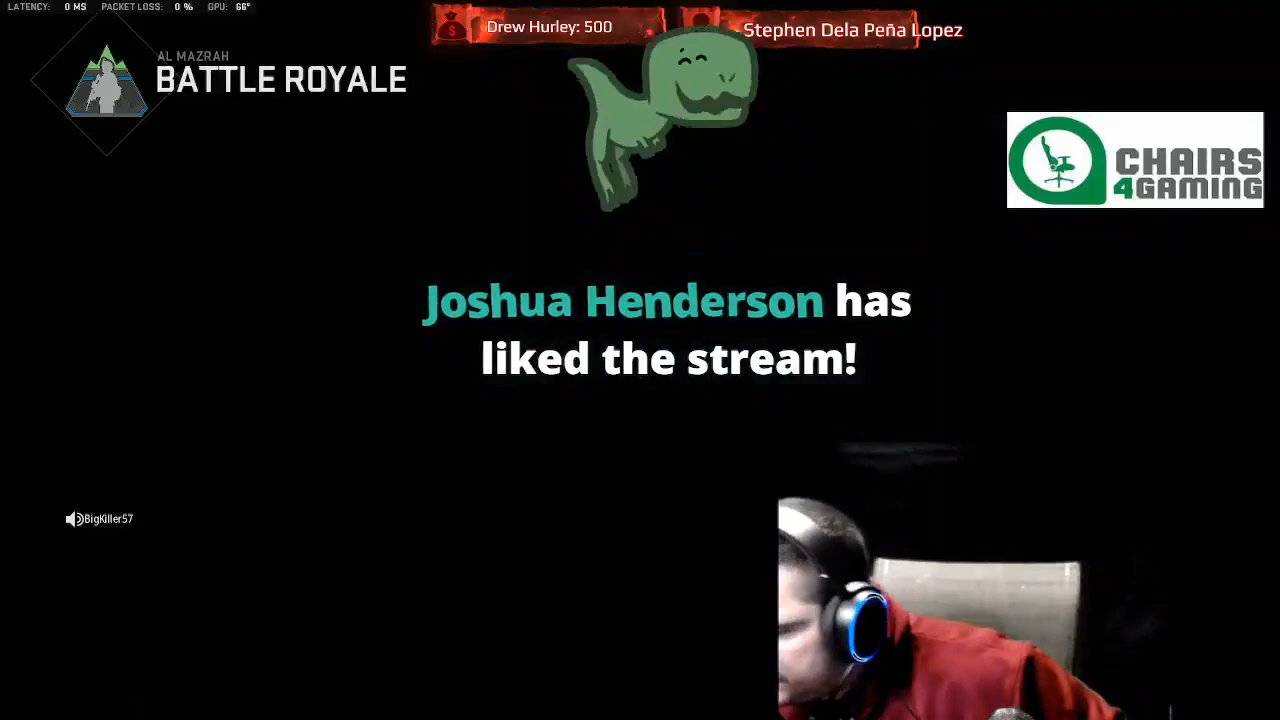 LATENCY: 0 MS PACKET LOSS: 0 % GPU: 66°
Drew Hurley: 500
Stephen Dela Peña Lopez
AL MAZRAH
BATTLE ROYALE
CHAIRS
4GAMING
Joshua Henderson has
liked the stream!
BigKiller57